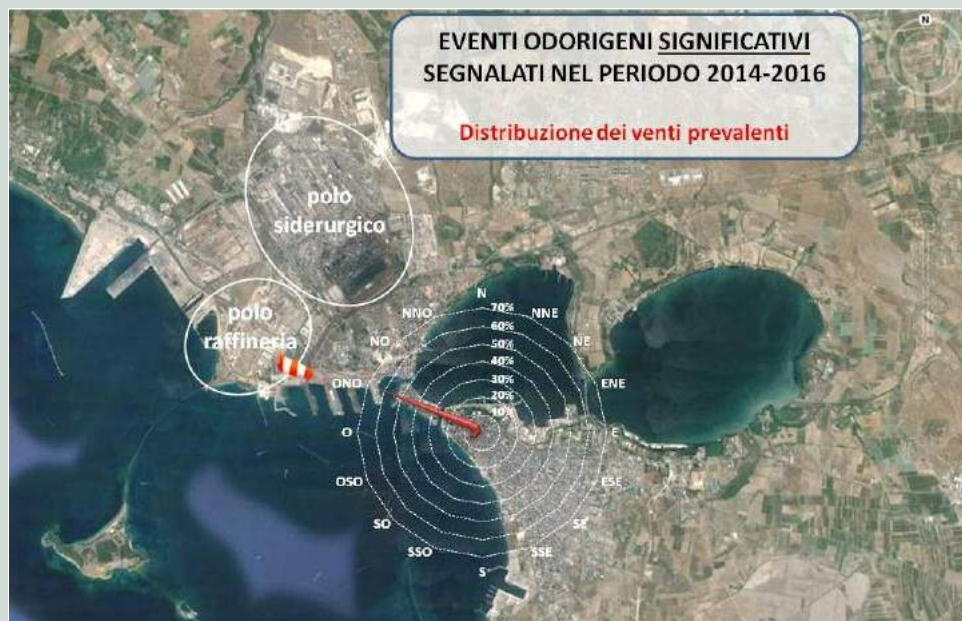 EVENTI ODORIGENI SIGNIFICATIVI
SEGNALATI NEL PERIODO 2014-2016
Distribuzione dei venti prevalenti
N
polo
siderurgico
polo
raffineria
N
NNO
NNE
NO
NE
ONO
ENE
O
E
OSO
ESE
SO
SE
SSO
SSE
S
70%
60%
50%
40%
30%
20%
10%